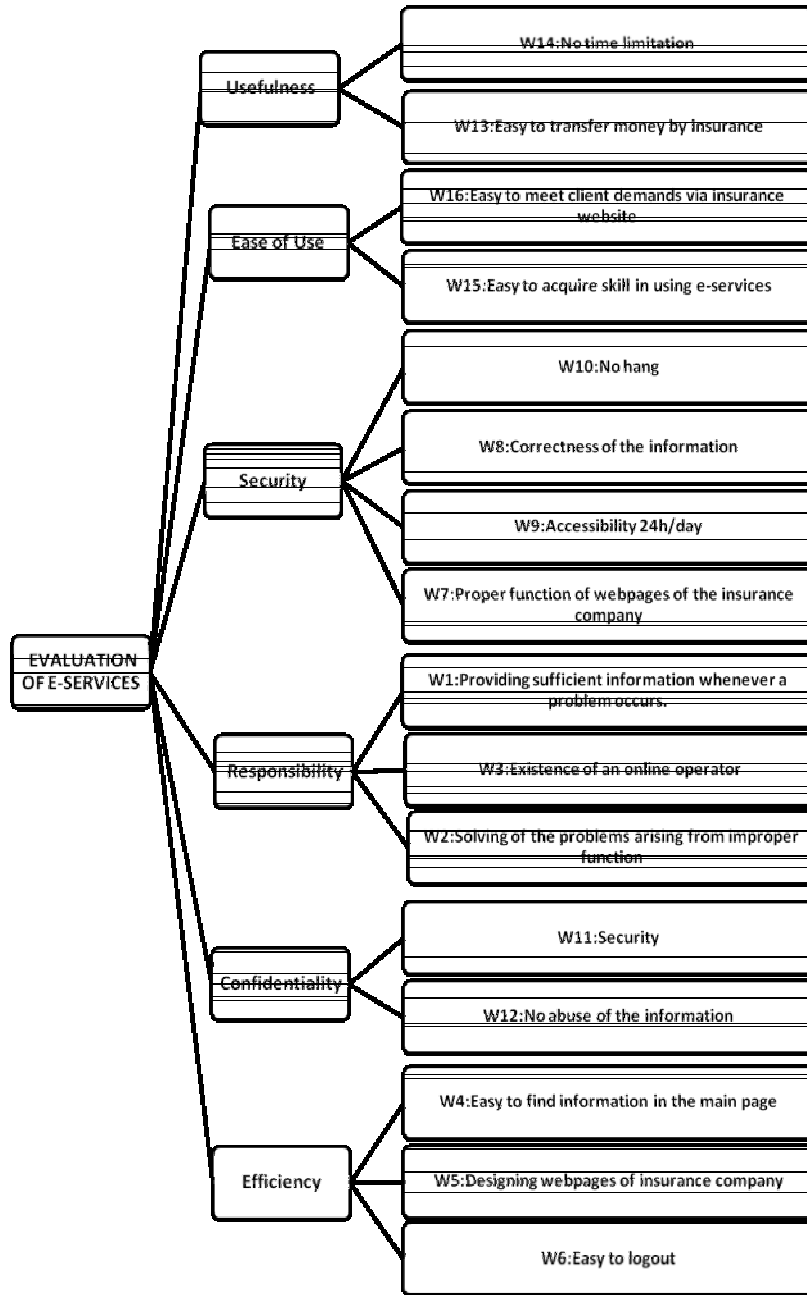 W14:No time limitation
Usefulness
W13:Easy to transfer money by insurance
W16:Easy to meet client demands via insurance
website
Ease of Use
W15:Easy to acquire skill in using e-services
W10:No hang
W8:Correctness of the information
Security
W9:Accessibility 24h/day
W7:Proper function of webpages of the insurance
company
EVALUATION
OF E-SERVICES
W1:Providing sufficient information whenever a
problem occurs.
Responsibility
W3:Existence of an online operator
W2:Solving of the problems arising from improper
function
W11:Security
Confidentiality
W12:No abuse of the information
W4:Easy to find information in the main page
Efficiency
W5:Designing webpages of insurance company
W6:Easy to logout